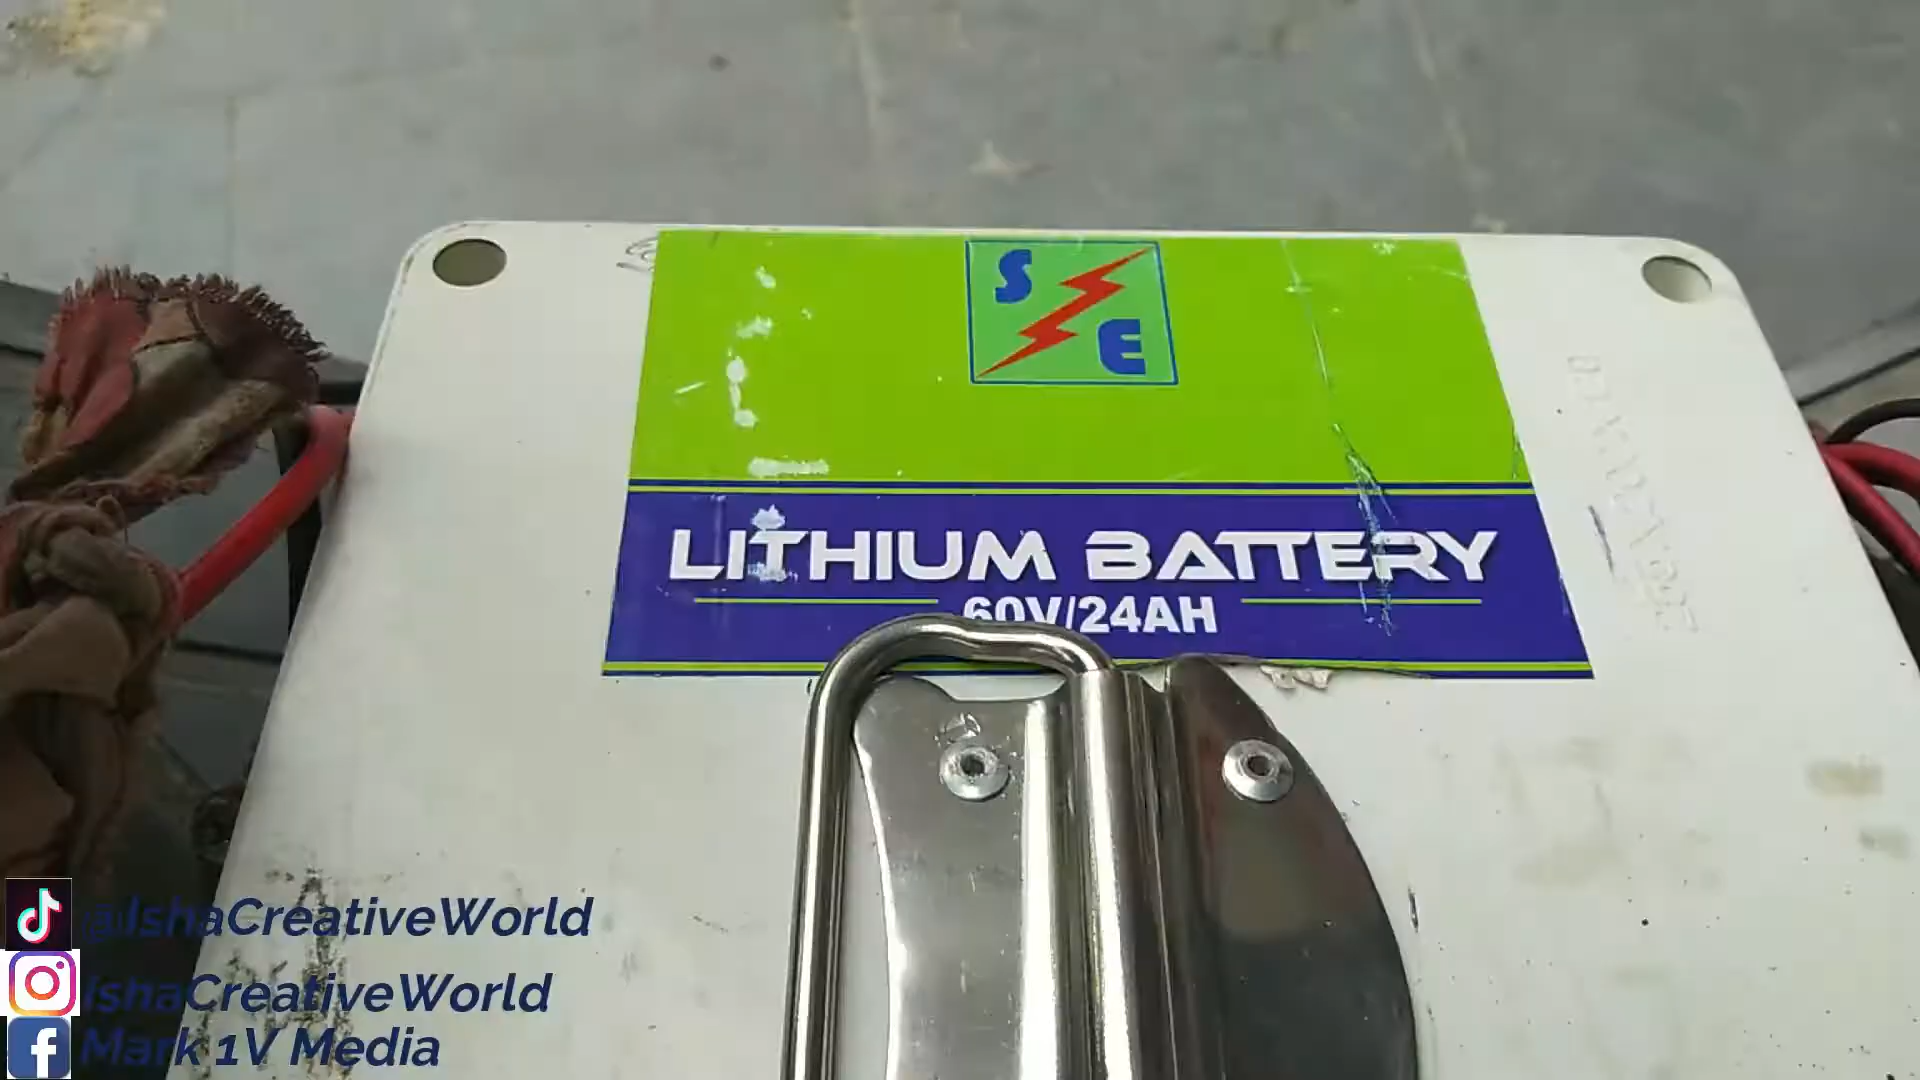 S
E
LITHIUM BATTERY
60V/24AH
@IshaCreativeWorld
ishaCreativeWorld
Mark 1V Media